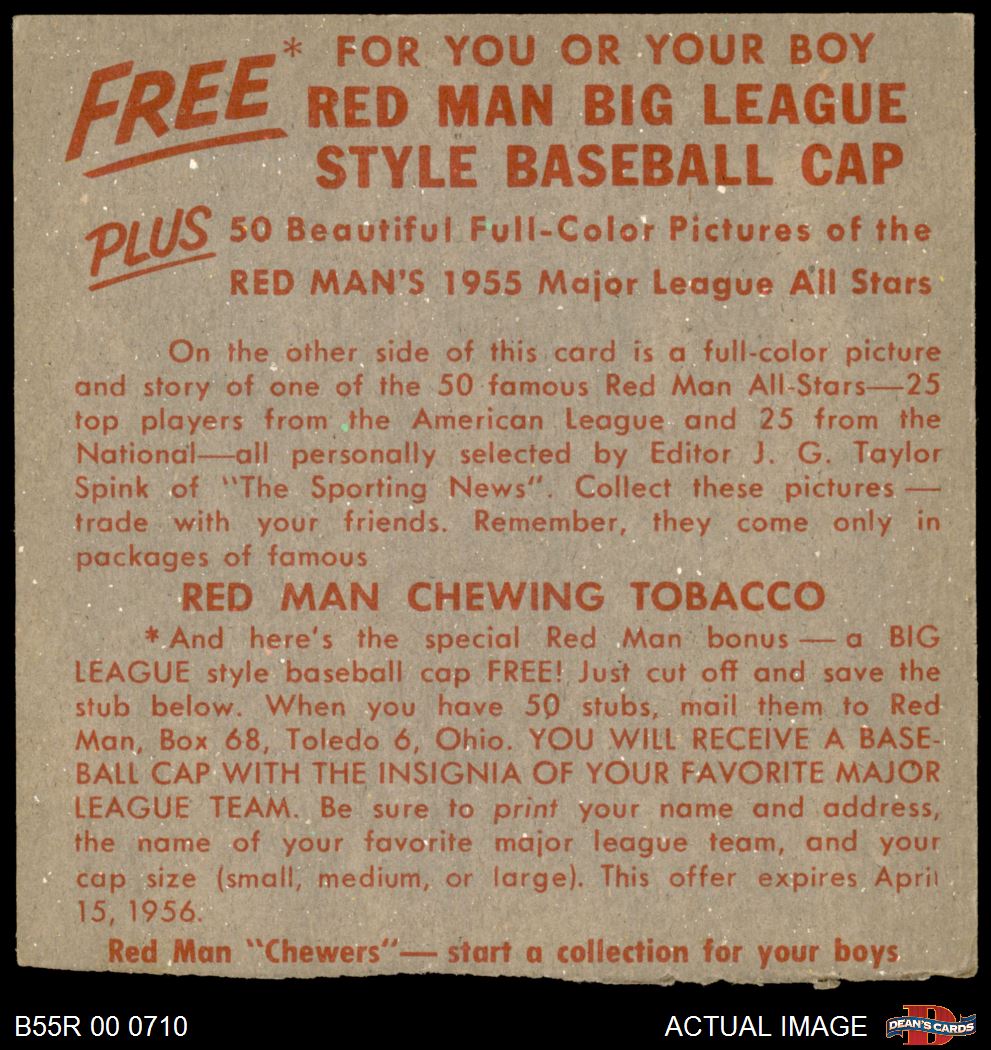 FREE* FOR YOU OR YOUR BOY
RED MAN BIG LEAGUE
STYLE BASEBALL CAP
PLUS 50 Beautiful Full-Color Pictures of the
RED MAN'S 1955 Major League All Stars
On the other side of this card is a full-color picture
and story of one of the 50 famous Red Man All-Stars—25
top players from the American League and 25 from the
National—all personally selected by Editor J. G. Taylor
Spink of "The Sporting News". Collect these pictures —
trade with your friends. Remember, they come only in
packages of famous
RED MAN CHEWING TOBACCO
*And here's the special Red Man bonus — a BIG
LEAGUE style baseball cap FREE! Just cut off and save the
stub below. When you have 50 stubs, mail them to Red
Man, Box 68, Toledo 6, Ohio. YOU WILL RECEIVE A BASE-
BALL CAP WITH THE INSIGNIA OF YOUR FAVORITE MAJOR
LEAGUE TEAM. Be sure to print your name and address,
the name of your favorite major league team, and your
cap size (small, medium, or large). This offer expires April
15, 1956.
Red Man "Chewers"— start a collection for your boys
B55R 00 0710 ACTUAL IMAGE DEAN'S CARDS